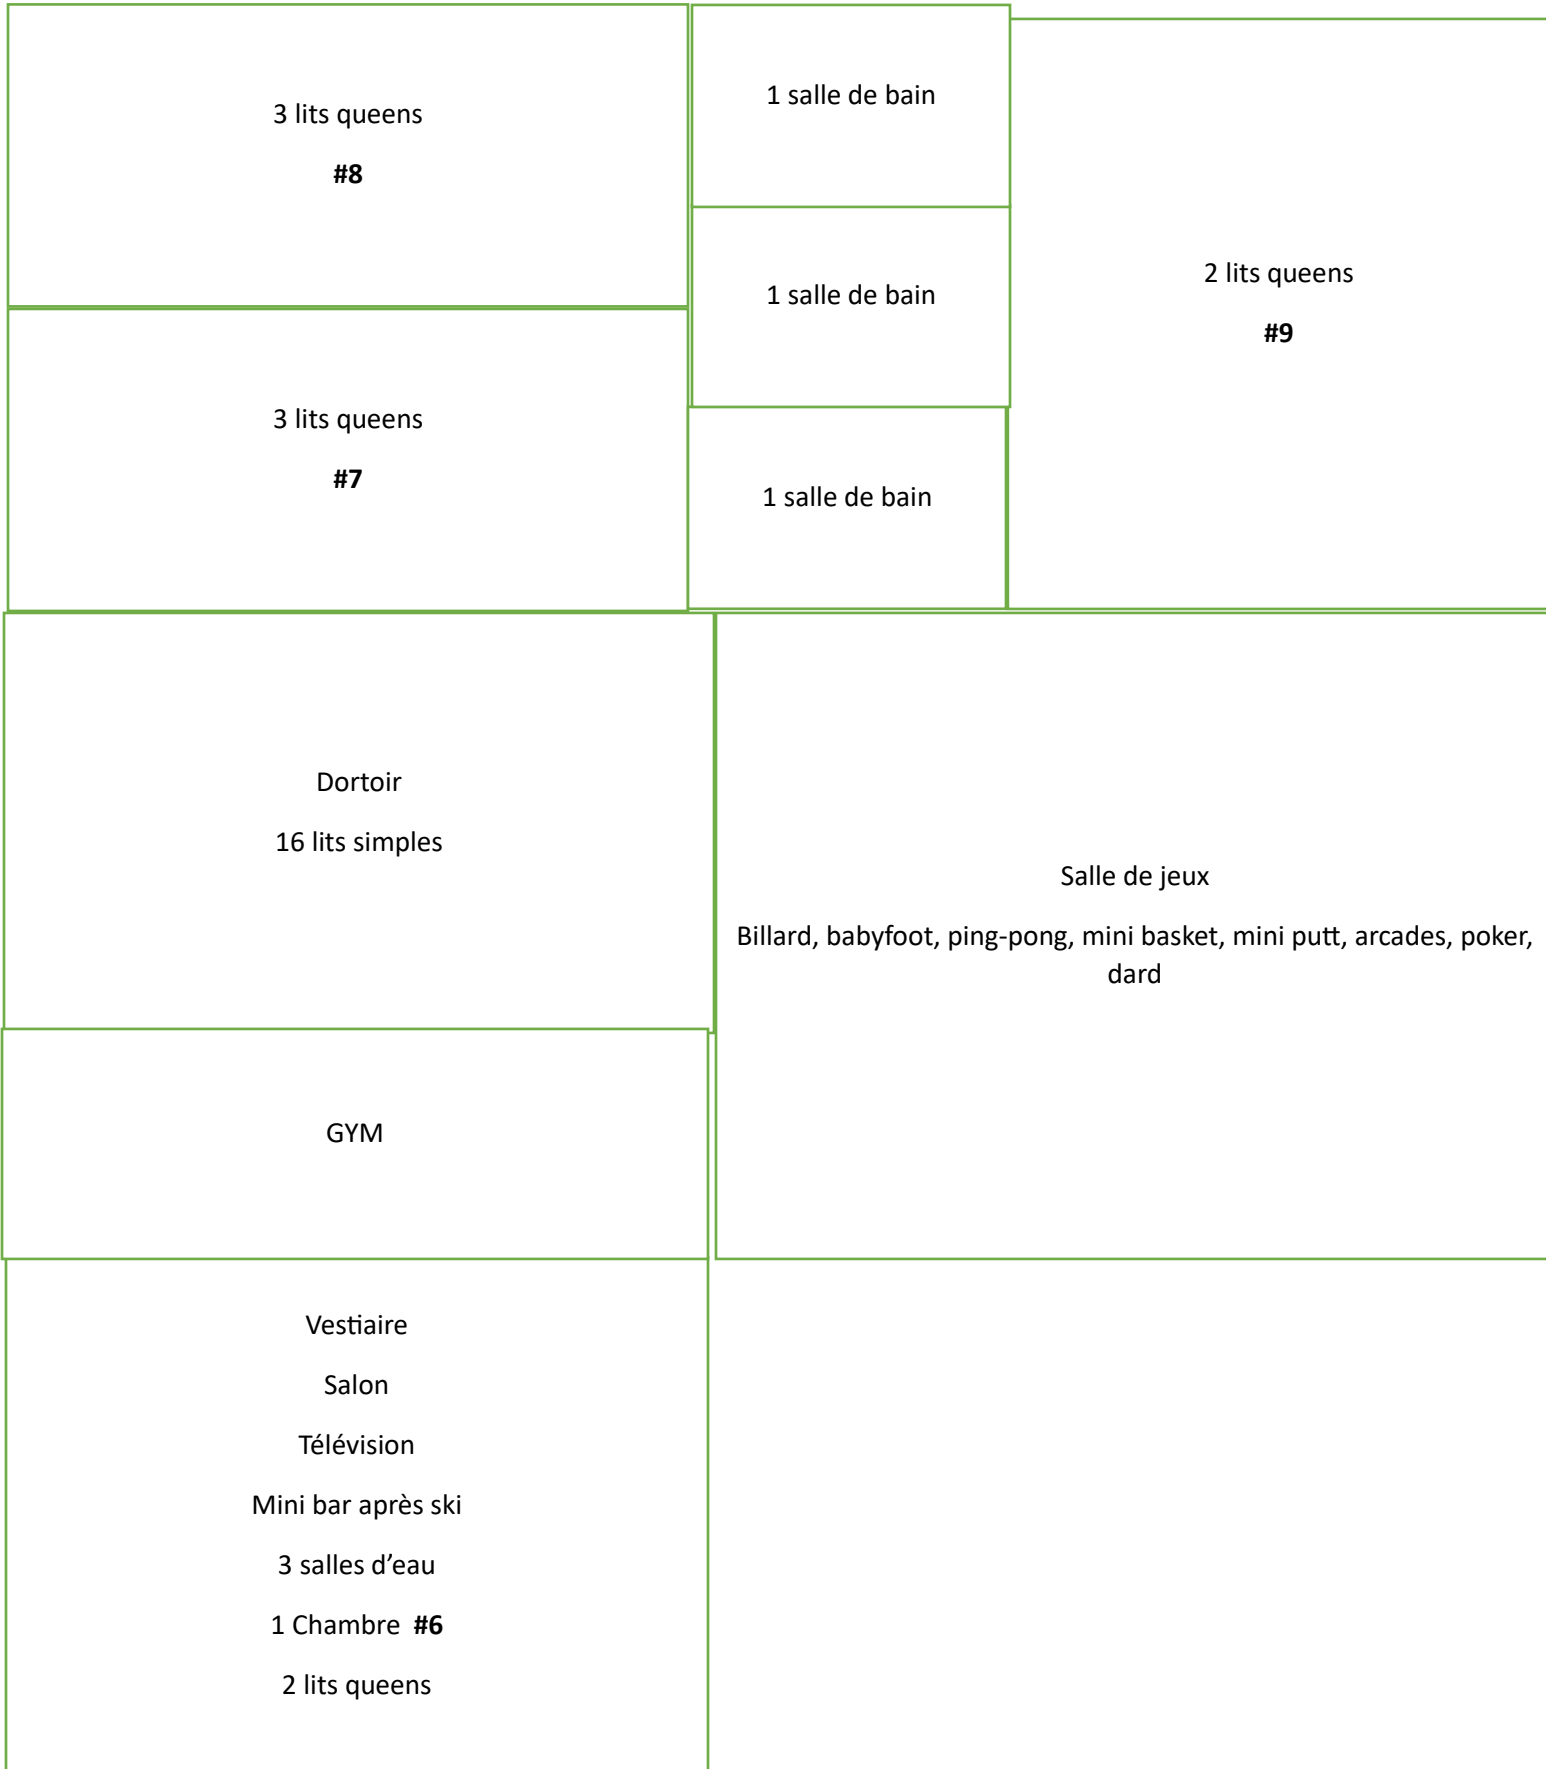 3 lits queens
#8
1 salle de bain
1 salle de bain
2 lits queens
#9
3 lits queens
#7
1 salle de bain
Dortoir
16 lits simples
Salle de jeux
Billard, babyfoot, ping-pong, mini basket, mini putt, arcades, poker,
dard
GYM
Vestiaire
Salon
Télévision
Mini bar après ski
3 salles d’eau
1 Chambre #6
2 lits queens